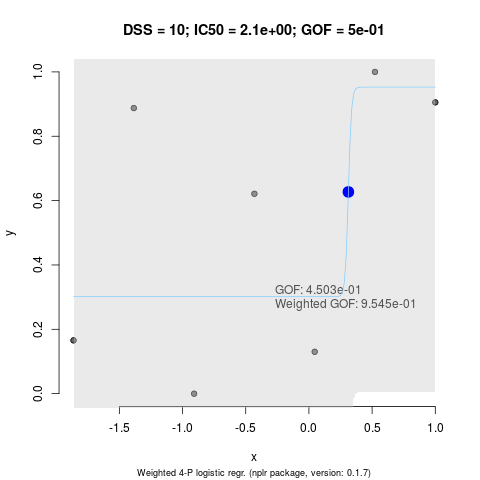 DSS = 10; IC50 = 2.1e+00; GOF = 5e-01
y
1.0
0.8
0.6
0.4
0.2
0.0
GOF: 4.503e-01
Weighted GOF: 9.545e-01
-1.5 -1.0 -0.5 0.0 0.5 1.0
x
Weighted 4-P logistic regr. (nplr package, version: 0.1.7)